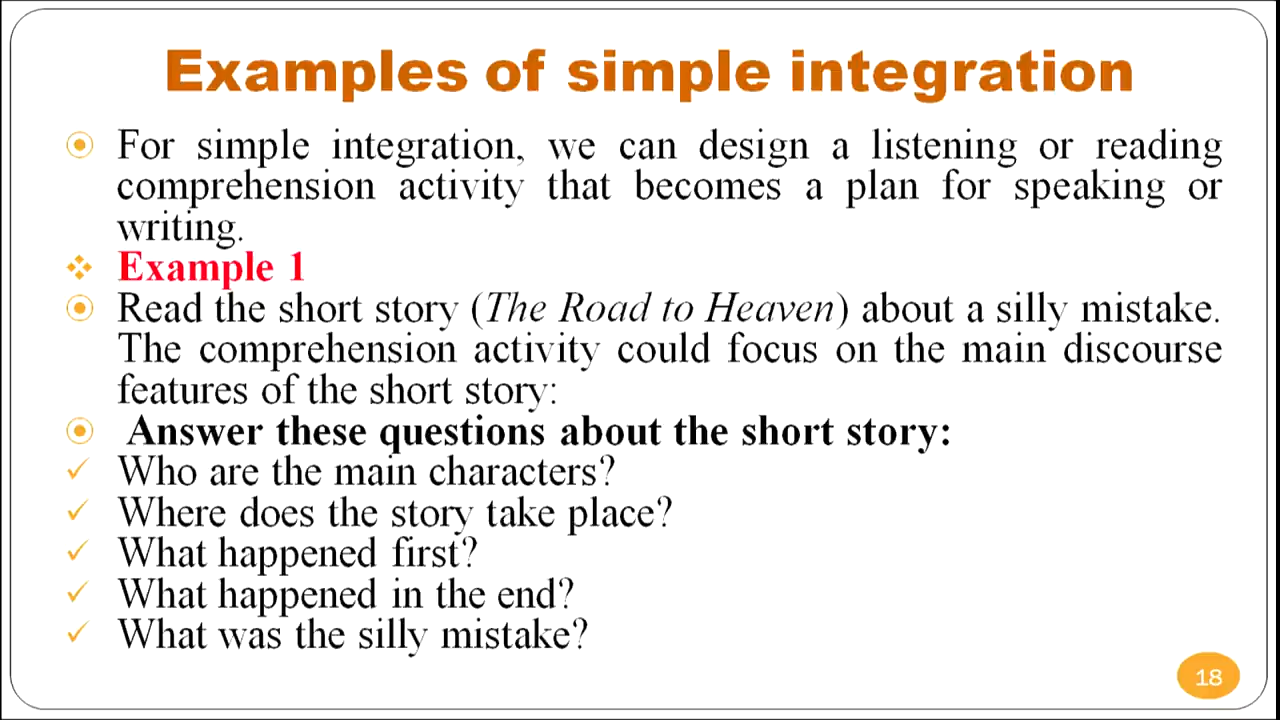 Examples of simple integration
For simple integration, we can design a listening or reading
comprehension activity that becomes a plan for speaking or
writing.
Example 1
Read the short story (The Road to Heaven) about a silly mistake.
The comprehension activity could focus on the main discourse
features of the short story:
Answer these questions about the short story:
Who are the main characters?
Where does the story take place?
What happened first?
What happened in the end?
What was the silly mistake?
18